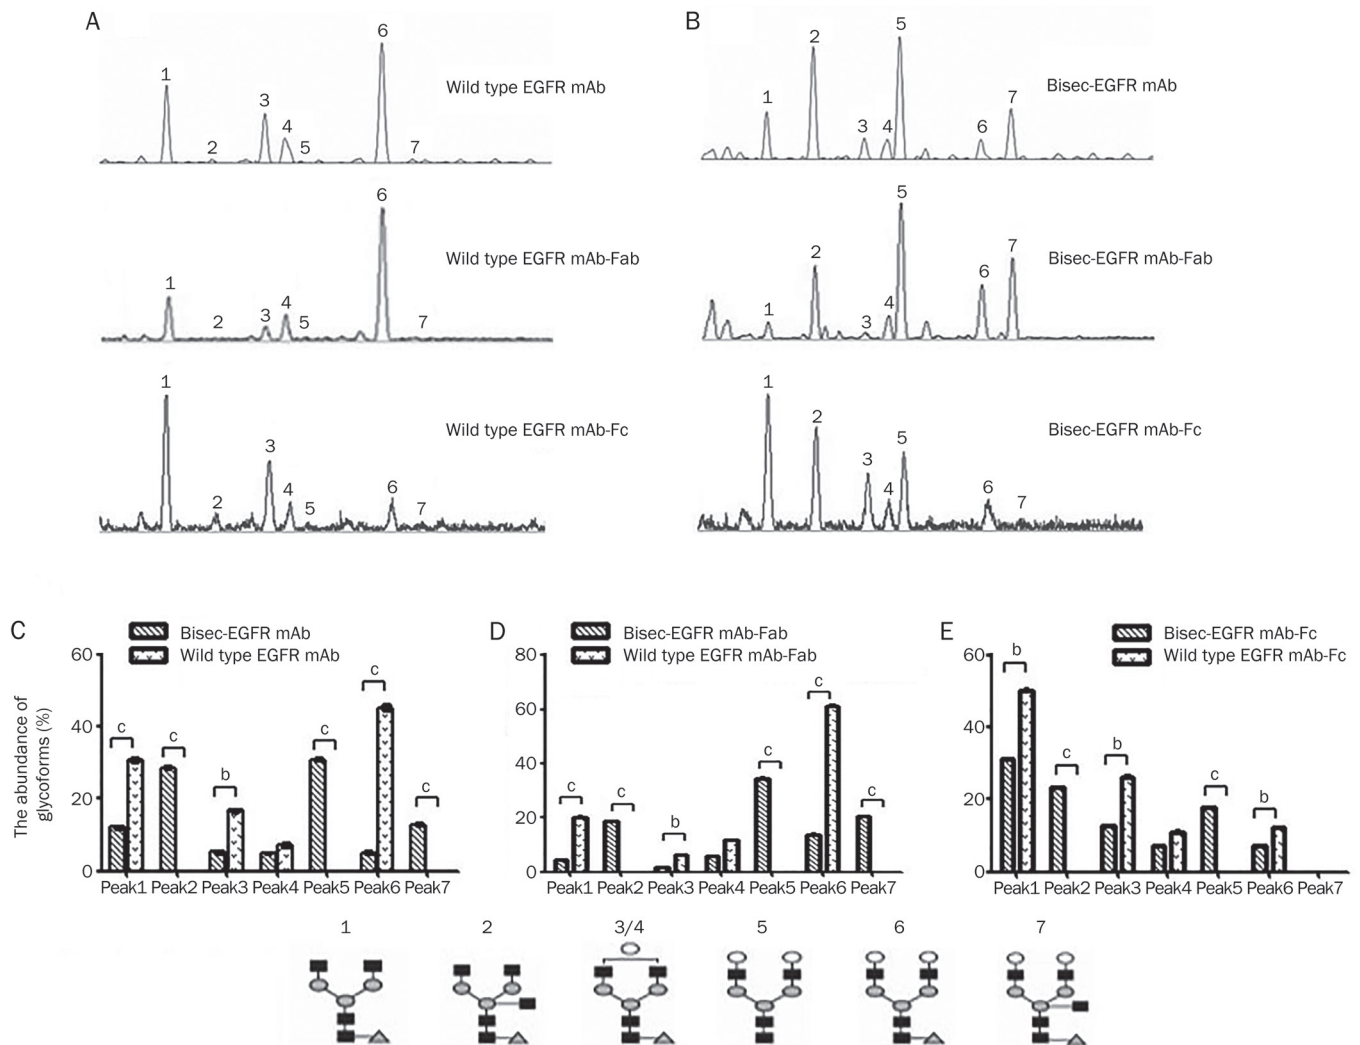 A
1
2
3
4
5
6
7
Wild type EGFR mAb
B
1
2
3
4
5
6
7
Bisec-EGFR mAb
1
2
3
4
5
6
7
Wild type EGFR mAb-Fab
1
2
3
4
5
6
7
Bisec-EGFR mAb-Fab
1
2
3
4
5
6
7
Wild type EGFR mAb-Fc
1
2
3
4
5
6
7
Bisec-EGFR mAb-Fc
C
Bisec-EGFR mAb
Wild type EGFR mAb
The abundance of
glycoforms (%)
60
40
20
0
c
c
b
c
c
c
Peak1 Peak2 Peak3 Peak4 Peak5 Peak6 Peak7
D
Bisec-EGFR mAb-Fab
Wild type EGFR mAb-Fab
80
60
40
20
0
c
c
b
c
c
c
Peak1 Peak2 Peak3 Peak4 Peak5 Peak6 Peak7
E
Bisec-EGFR mAb-Fc
Wild type EGFR mAb-Fc
60
40
20
0
b
c
b
c
b
Peak1 Peak2 Peak3 Peak4 Peak5 Peak6 Peak7
1 2 3/4 5 6 7